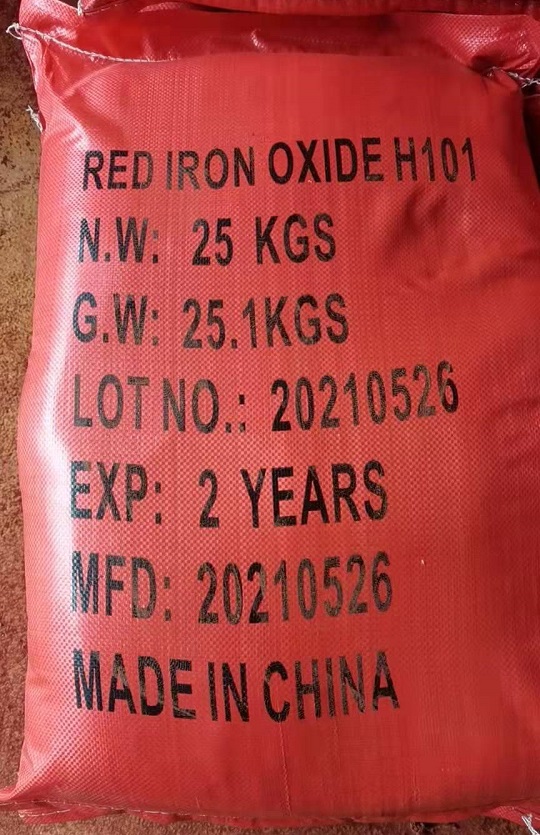 RED IRON OXIDE H101
N.W: 25 KGS
G.W: 25.1KGS
LOT NO.: 20210526
EXP: 2 YEARS
MFD: 20210526
MADE IN CHINA